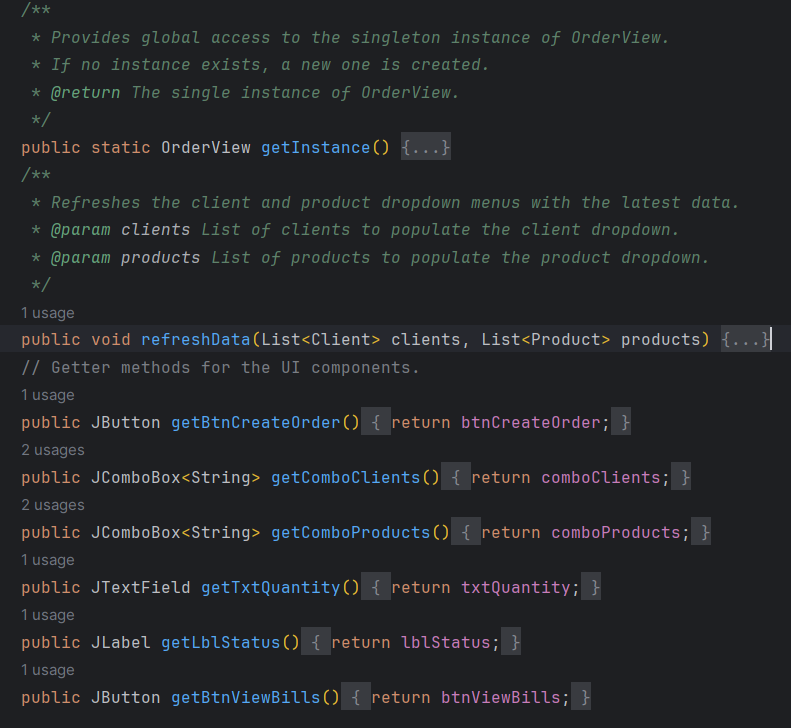 /**
 * Provides global access to the singleton instance of OrderView.
 * If no instance exists, a new one is created.
 * @return The single instance of OrderView.
 */
public static OrderView getInstance() {...}
/**
 * Refreshes the client and product dropdown menus with the latest data.
 * @param clients List of clients to populate the client dropdown.
 * @param products List of products to populate the product dropdown.
 */
1 usage
public void refreshData(List<Client> clients, List<Product> products) {...}
// Getter methods for the UI components.
1 usage
public JButton getBtnCreateOrder() { return btnCreateOrder; }
2 usages
public JComboBox<String> getComboClients() { return comboClients; }
2 usages
public JComboBox<String> getComboProducts() { return comboProducts; }
1 usage
public JTextField getTxtQuantity() { return txtQuantity; }
1 usage
public JLabel getLblStatus() { return lblStatus; }
1 usage
public JButton getBtnViewBills() { return btnViewBills; }